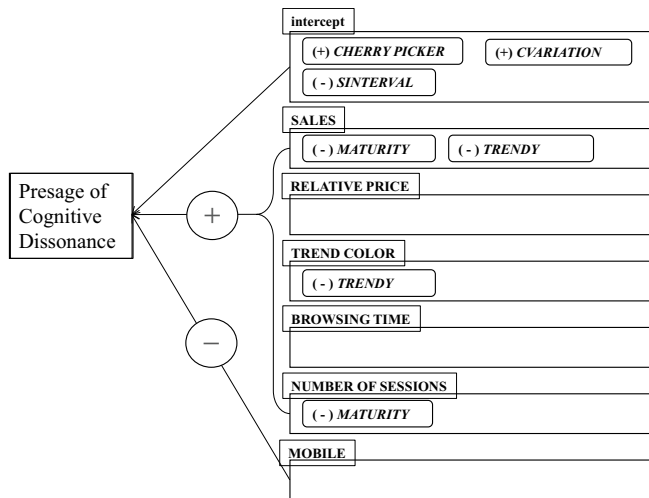 intercept
(+) CHERRY PICKER
(+) CVARIATION
(-) SINTERVAL
SALES
(-) MATURITY
(-) TRENDY
RELATIVE PRICE
Presage of
Cognitive
Dissonance
+
TREND COLOR
(-) TRENDY
BROWSING TIME
−
NUMBER OF SESSIONS
(-) MATURITY
MOBILE